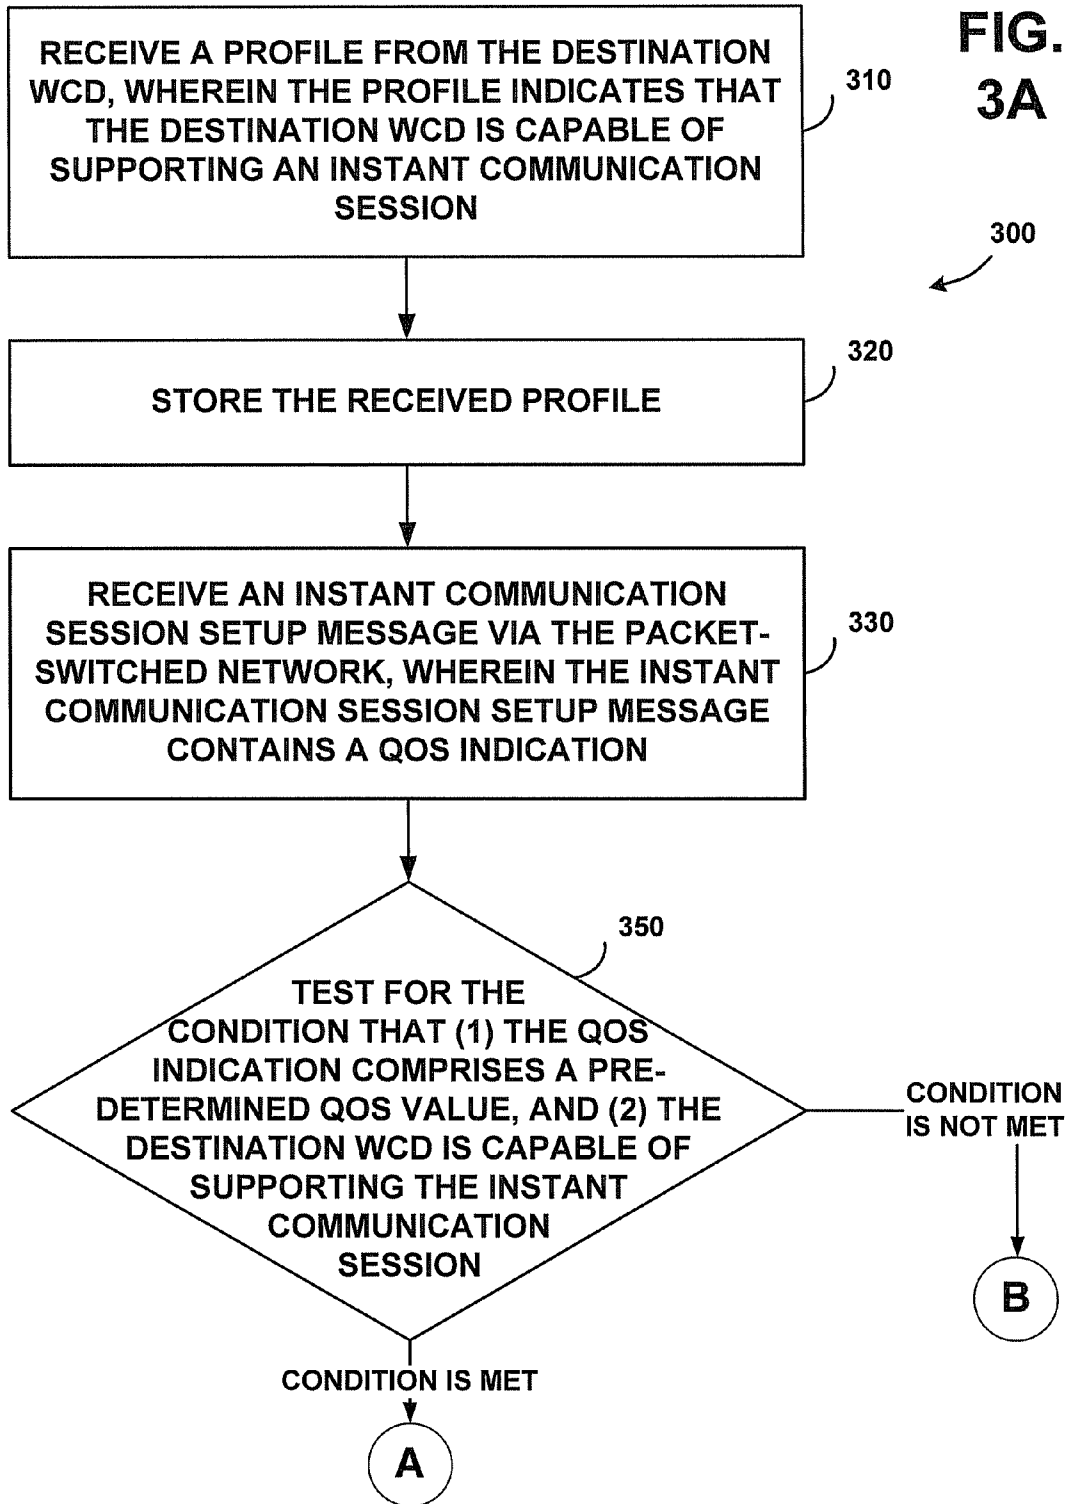 FIG.
3A
RECEIVE A PROFILE FROM THE DESTINATION
WCD, WHEREIN THE PROFILE INDICATES THAT
THE DESTINATION WCD IS CAPABLE OF
SUPPORTING AN INSTANT COMMUNICATION
SESSION
310
300
STORE THE RECEIVED PROFILE
320
RECEIVE AN INSTANT COMMUNICATION
SESSION SETUP MESSAGE VIA THE PACKET-
SWITCHED NETWORK, WHEREIN THE INSTANT
COMMUNICATION SESSION SETUP MESSAGE
CONTAINS A QOS INDICATION
330
350
TEST FOR THE
CONDITION THAT (1) THE QOS
INDICATION COMPRISES A PRE-
DETERMINED QOS VALUE, AND (2) THE
DESTINATION WCD IS CAPABLE OF
SUPPORTING THE INSTANT
COMMUNICATION
SESSION
CONDITION
IS NOT MET
B
CONDITION IS MET
A